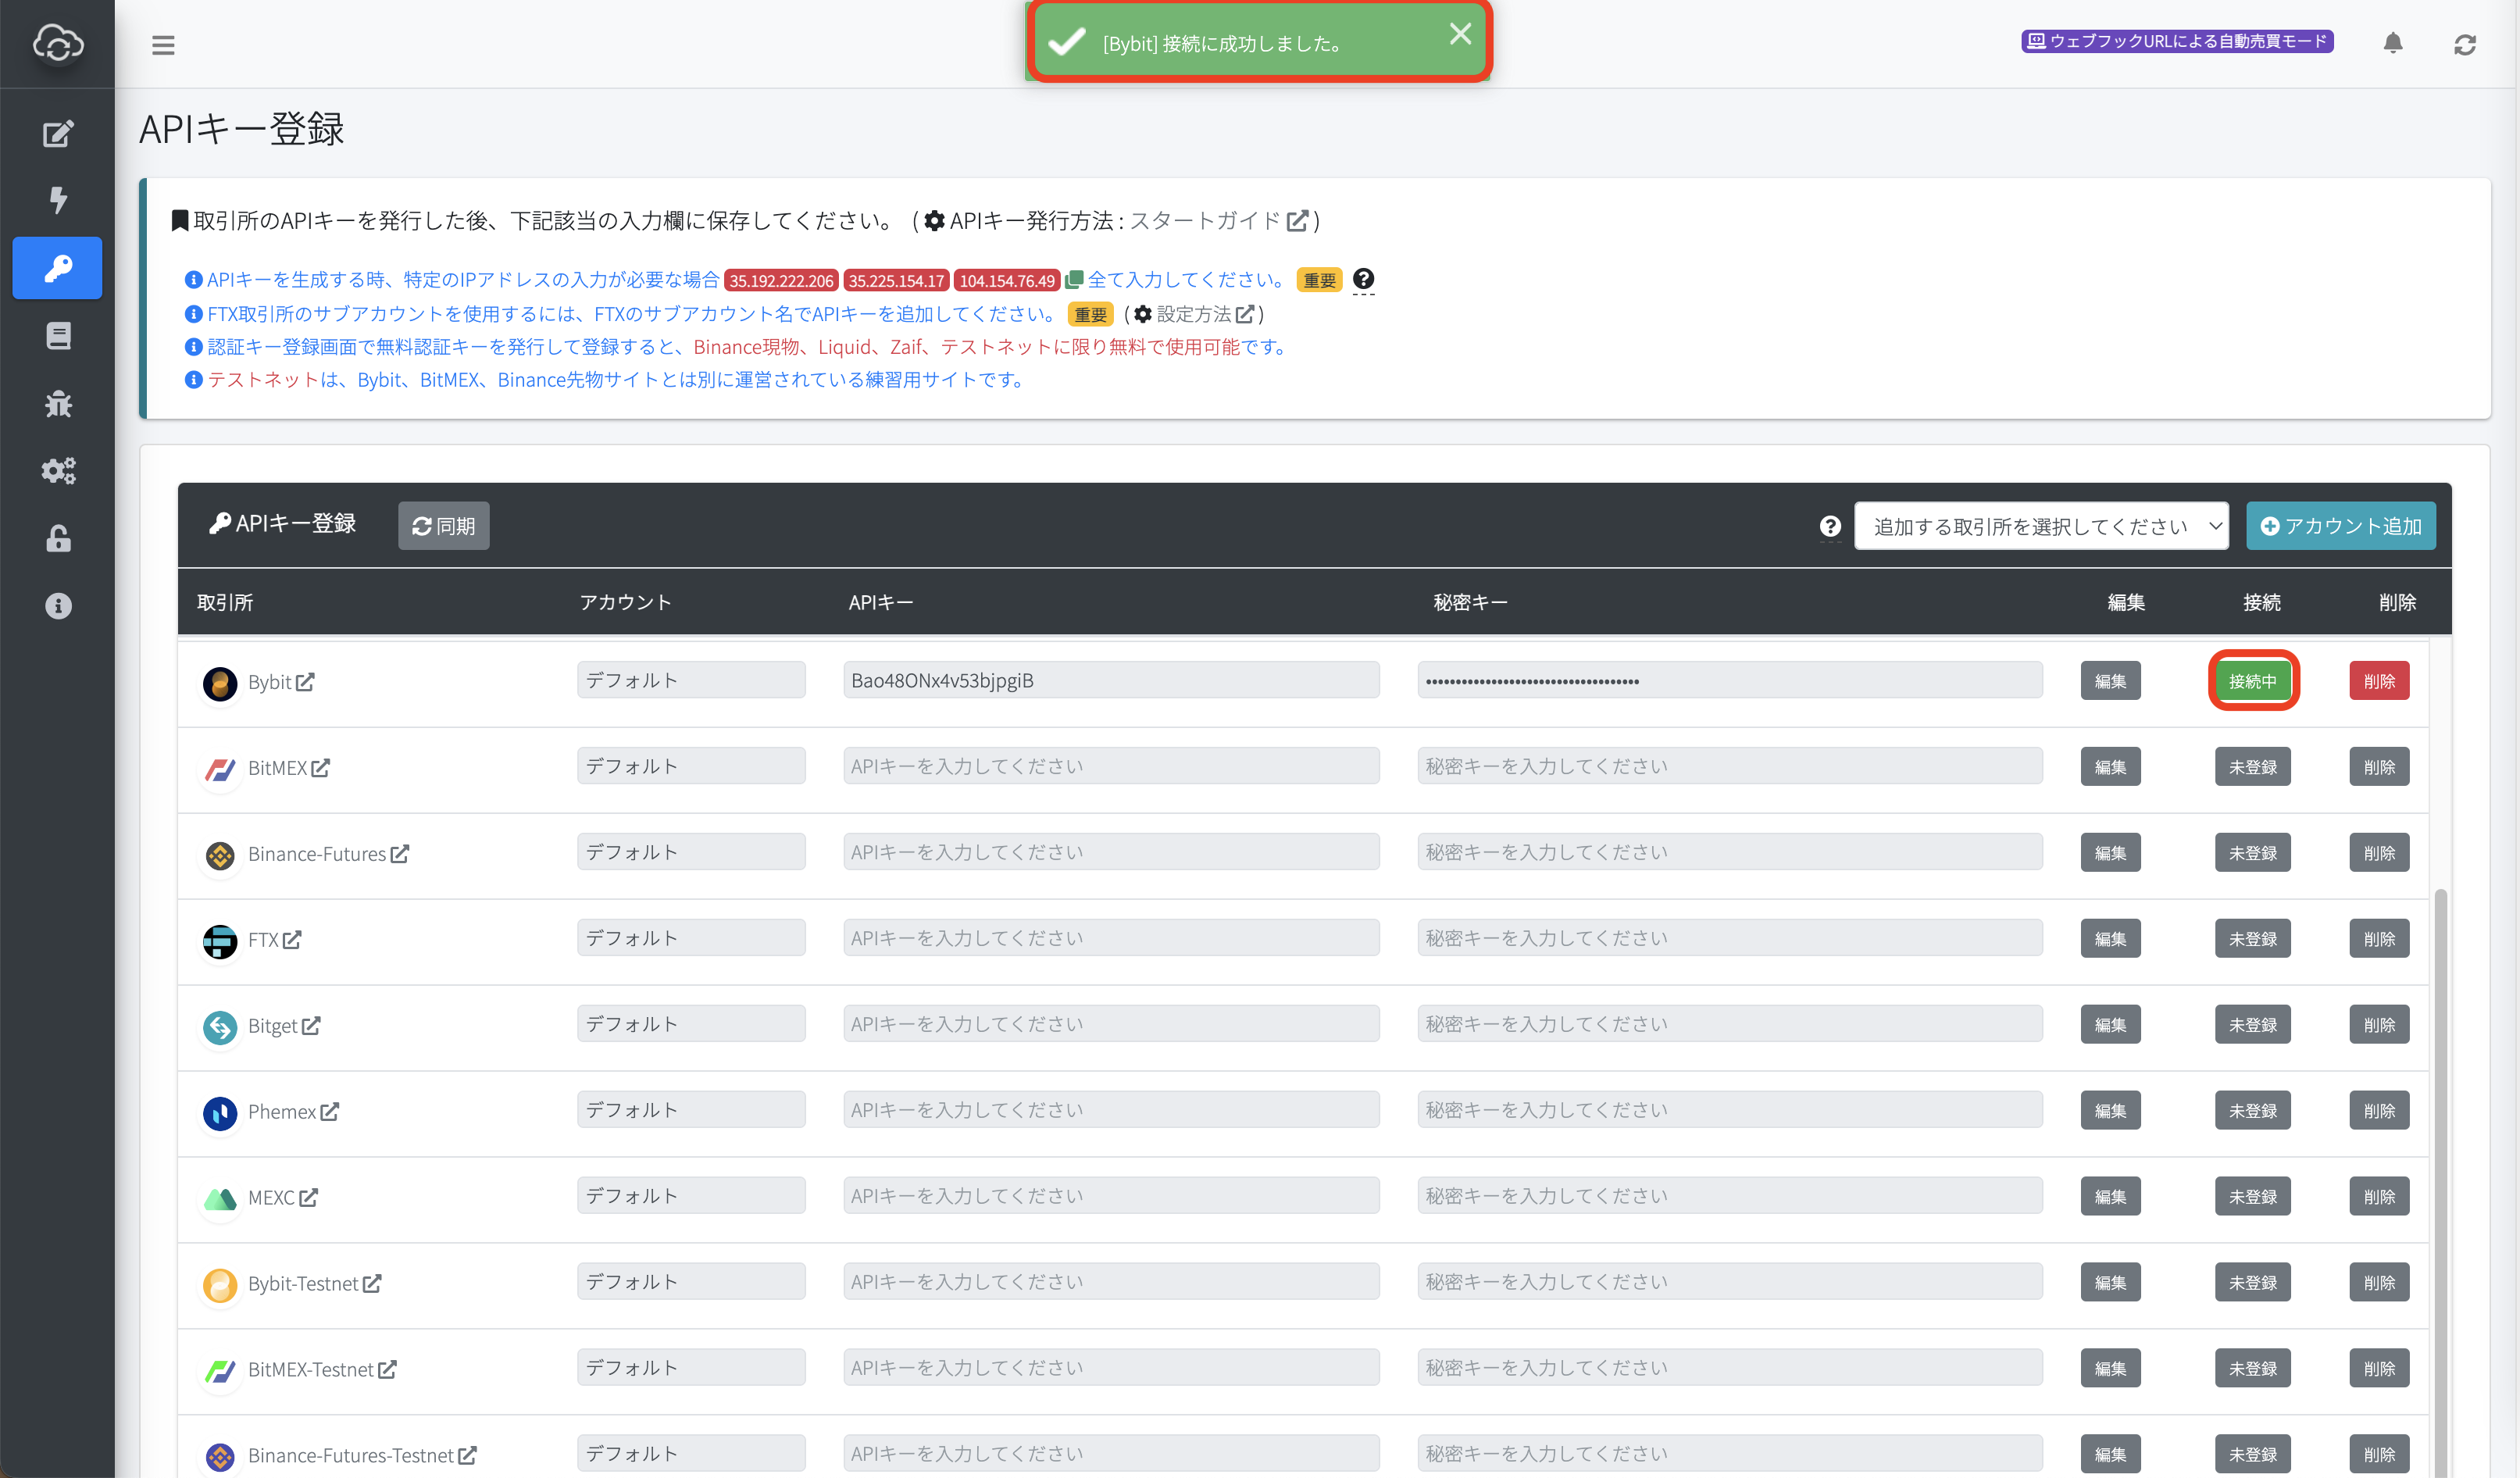 [Bybit] 接続に成功しました。
ウェブフックURLによる自動売買モード
APIキー登録
取引所のAPIキーを発行した後、下記該当の入力欄に保存してください。 ( APIキー発行方法 : スタートガイド )
APIキーを生成する時、特定のIPアドレスの入力が必要な場合 35.192.222.206 35.225.154.17 104.154.76.49 全て入力してください。 重要
FTX取引所のサブアカウントを使用するには、FTXのサブアカウント名でAPIキーを追加してください。 重要 ( 設定方法 )
認証キー登録画面で無料認証キーを発行して登録すると、Binance現物、Liquid、Zaif、テストネットに限り無料で使用可能です。
テストネットは、Bybit、BitMEX、Binance先物サイトとは別に運営されている練習用サイトです。
APIキー登録 同期 追加する取引所を選択してください アカウント追加
取引所 アカウント APIキー 秘密キー 編集 接続 削除
Bybit デフォルト Bao48ONx4v53bjpgiB •••••••••••••••••••••••••••••••••••• 編集 接続中 削除
BitMEX デフォルト APIキーを入力してください 秘密キーを入力してください 編集 未登録 削除
Binance-Futures デフォルト APIキーを入力してください 秘密キーを入力してください 編集 未登録 削除
FTX デフォルト APIキーを入力してください 秘密キーを入力してください 編集 未登録 削除
Bitget デフォルト APIキーを入力してください 秘密キーを入力してください 編集 未登録 削除
Phemex デフォルト APIキーを入力してください 秘密キーを入力してください 編集 未登録 削除
MEXC デフォルト APIキーを入力してください 秘密キーを入力してください 編集 未登録 削除
Bybit-Testnet デフォルト APIキーを入力してください 秘密キーを入力してください 編集 未登録 削除
BitMEX-Testnet デフォルト APIキーを入力してください 秘密キーを入力してください 編集 未登録 削除
Binance-Futures-Testnet デフォルト APIキーを入力してください 秘密キーを入力してください 編集 未登録 削除